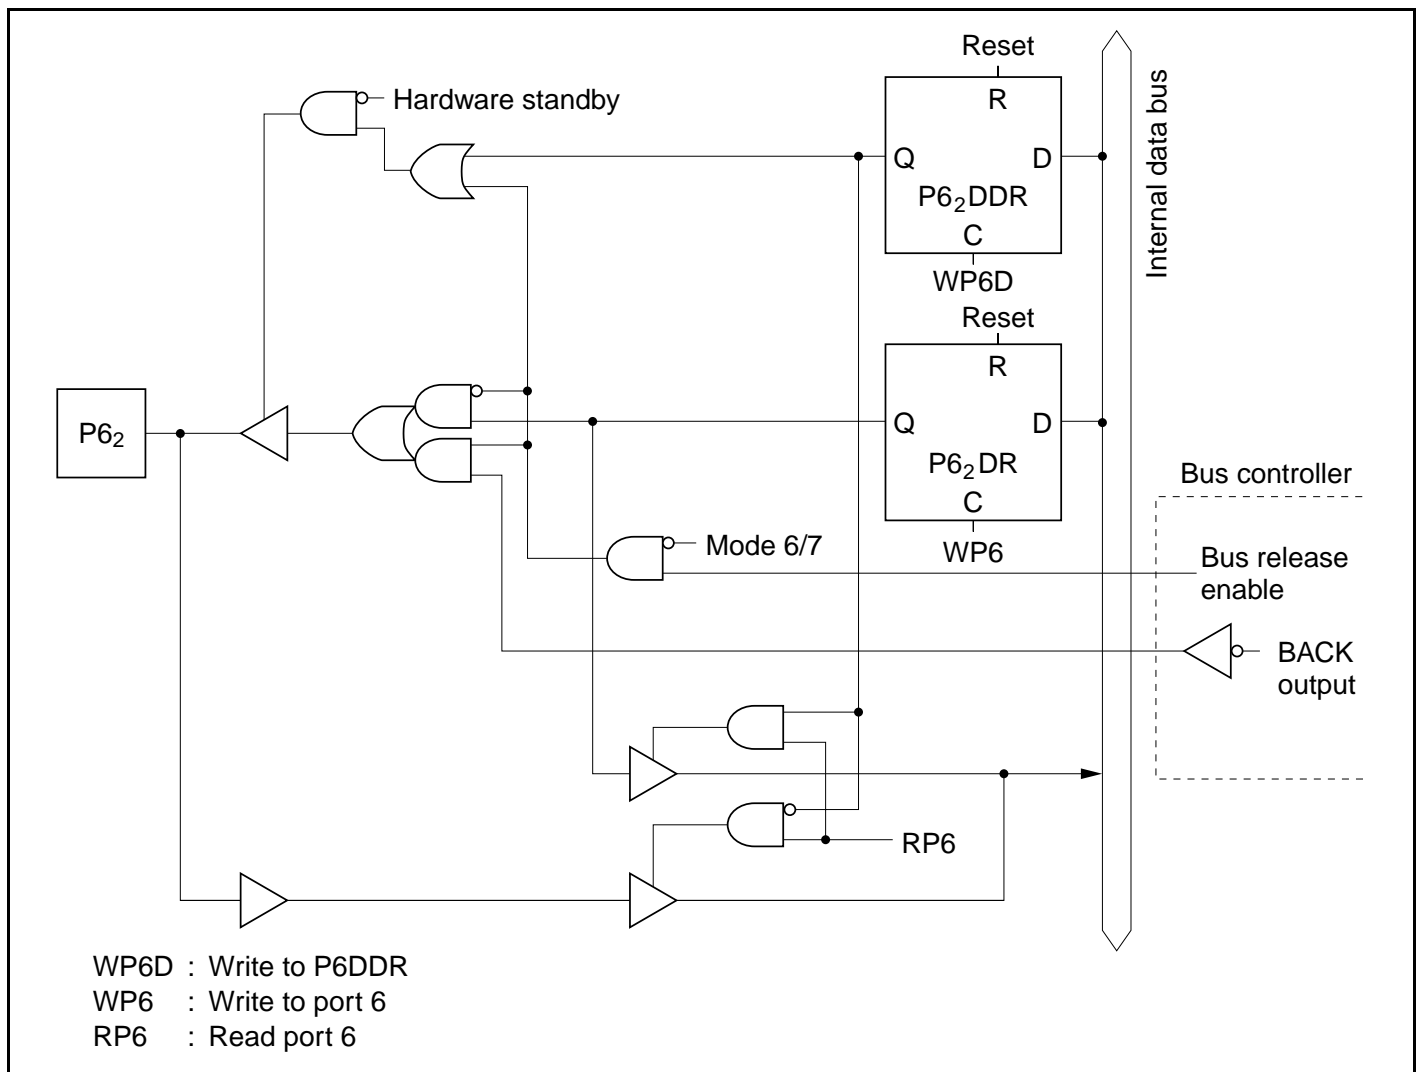 Reset
Hardware standby
R
Q
D
P6₂DDR
C
WP6D
Internal data bus
Reset
R
Q
D
P6₂DR
C
WP6
P6₂
Bus controller
Mode 6/7
Bus release
enable
BACK
output
RP6
WP6D : Write to P6DDR
WP6 : Write to port 6
RP6 : Read port 6